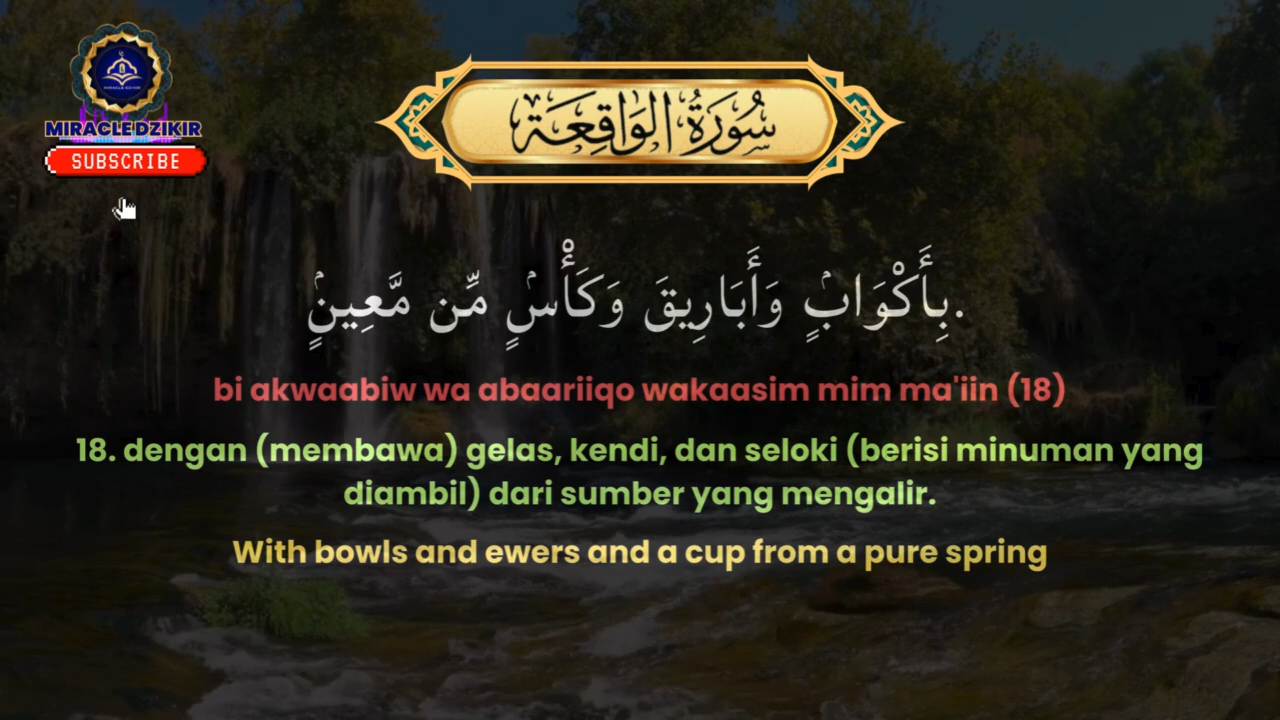 MIRACLE DZIKIR
SUBSCRIBE
سُورَةُ الوَاقِعَة
بِأَكْوَابٍۢ وَأَبَارِيقَ وَكَأْسٍۢ مِّن مَّعِينٍۢ.
bi akwaabiw wa abaariiqo wakaasim mim ma'iin (18)
18. dengan (membawa) gelas, kendi, dan seloki (berisi minuman yang
diambil) dari sumber yang mengalir.
With bowls and ewers and a cup from a pure spring